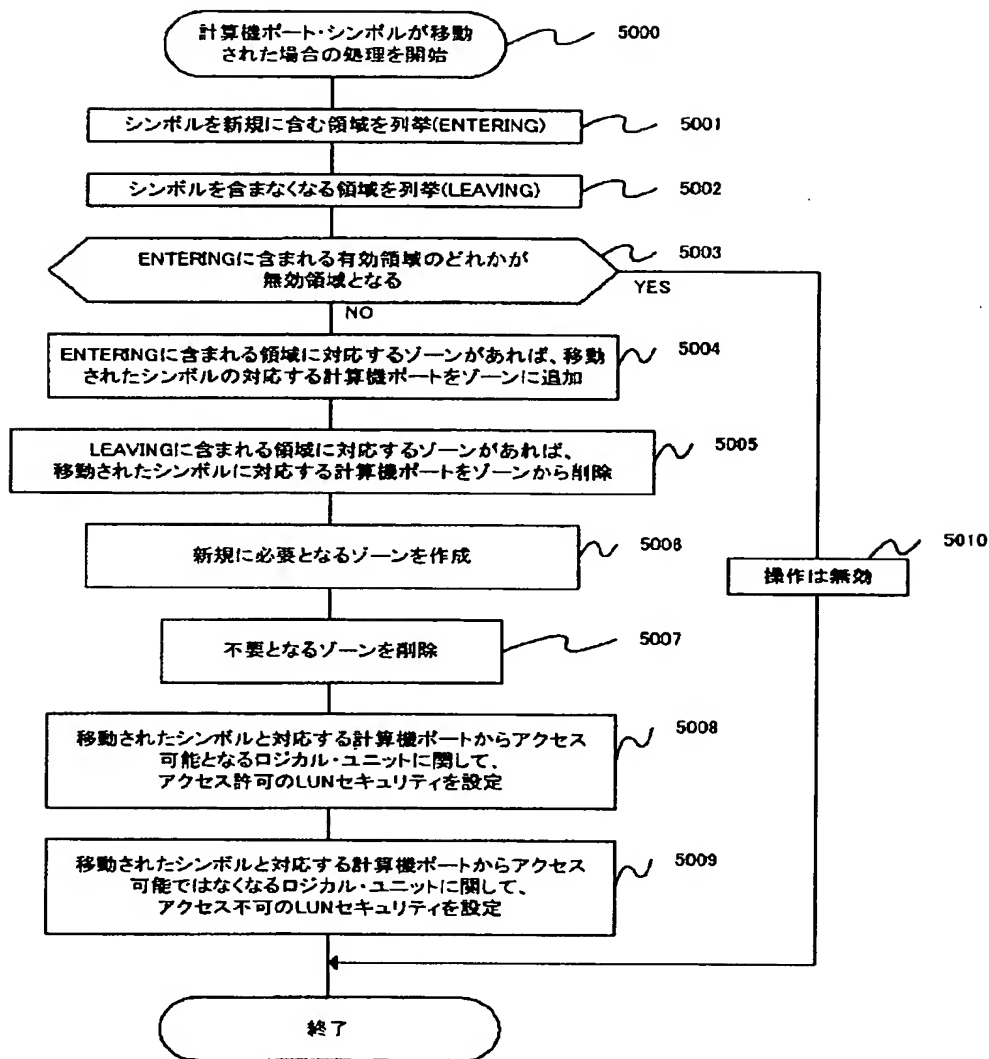 計算機ポート・シンボルが移動
された場合の処理を開始
5000
シンボルを新規に含む領域を列挙(ENTERING)
5001
シンボルを含まなくなる領域を列挙(LEAVING)
5002
ENTERINGに含まれる有効領域のどれかが
無効領域となる
5003
YES
NO
ENTERINGに含まれる領域に対応するゾーンがあれば、移動
されたシンボルの対応する計算機ポートをゾーンに追加
5004
LEAVINGに含まれる領域に対応するゾーンがあれば、
移動されたシンボルに対応する計算機ポートをゾーンから削除
5005
新規に必要となるゾーンを作成
5006
操作は無効
5010
不要となるゾーンを削除
5007
移動されたシンボルと対応する計算機ポートからアクセス
可能となるロジカル・ユニットに関して、
アクセス許可のLUNセキュリティを設定
5008
移動されたシンボルと対応する計算機ポートからアクセス
可能ではなくなるロジカル・ユニットに関して、
アクセス不可のLUNセキュリティを設定
5009
終了